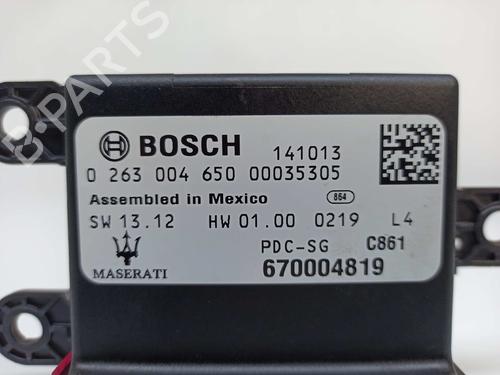 BOSCH 141013
0 263 004 650 00035305
Assembled in Mexico 864
SW 13.12 HW 01.00 0219 L4
PDC-SG C861
MASERATI 670004819
B-PARTS